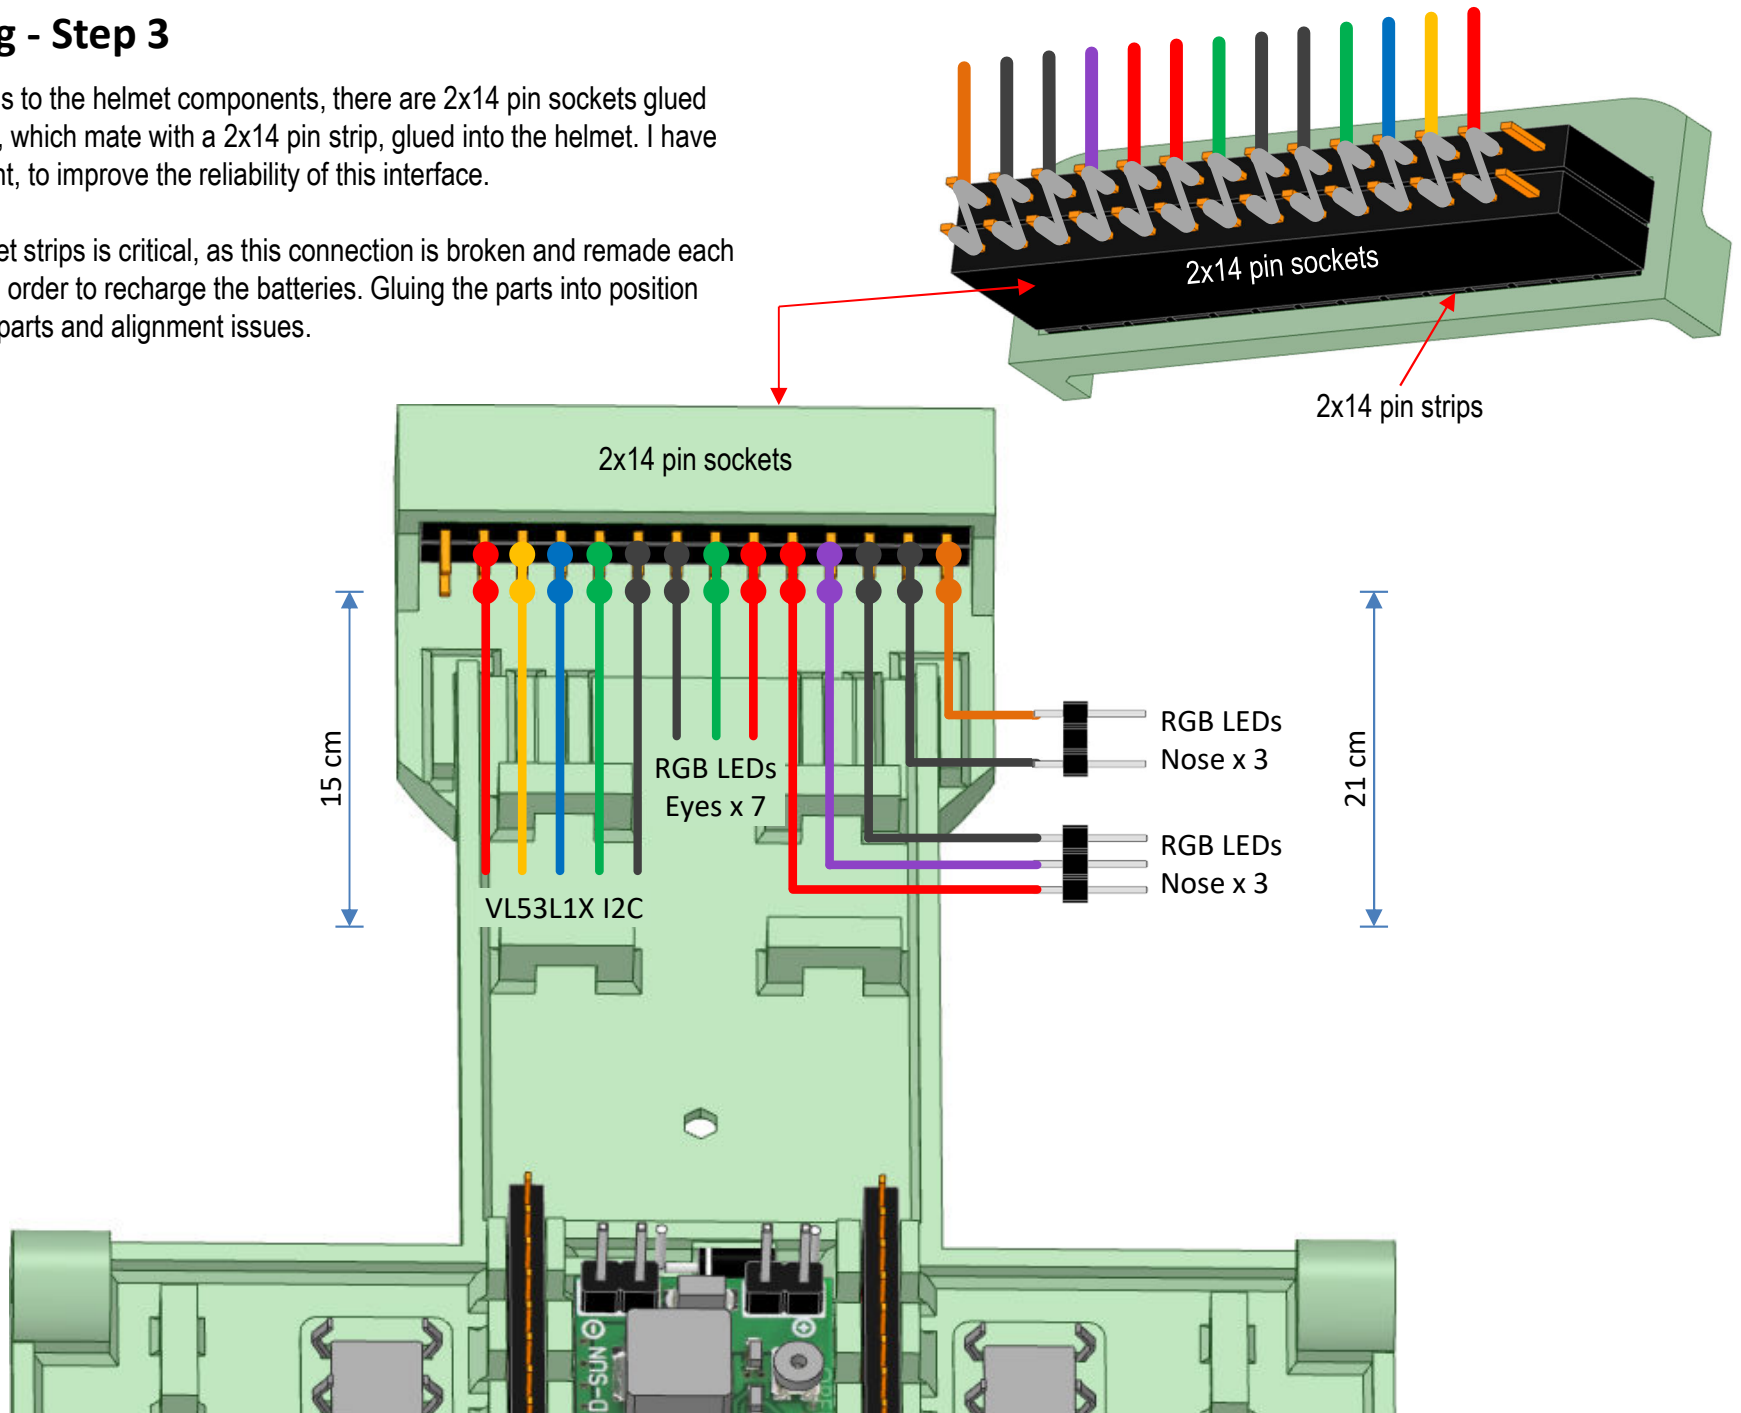 g - Step 3
s to the helmet components, there are 2x14 pin sockets glued
, which mate with a 2x14 pin strip, glued into the helmet. I have
nt, to improve the reliability of this interface.
et strips is critical, as this connection is broken and remade each
order to recharge the batteries. Gluing the parts into position
parts and alignment issues.
2x14 pin sockets
2x14 pin strips
2x14 pin sockets
15 cm
21 cm
RGB LEDs
Nose x 3
RGB LEDs
Eyes x 7
RGB LEDs
Nose x 3
VL53L1X I2C
D-SUN